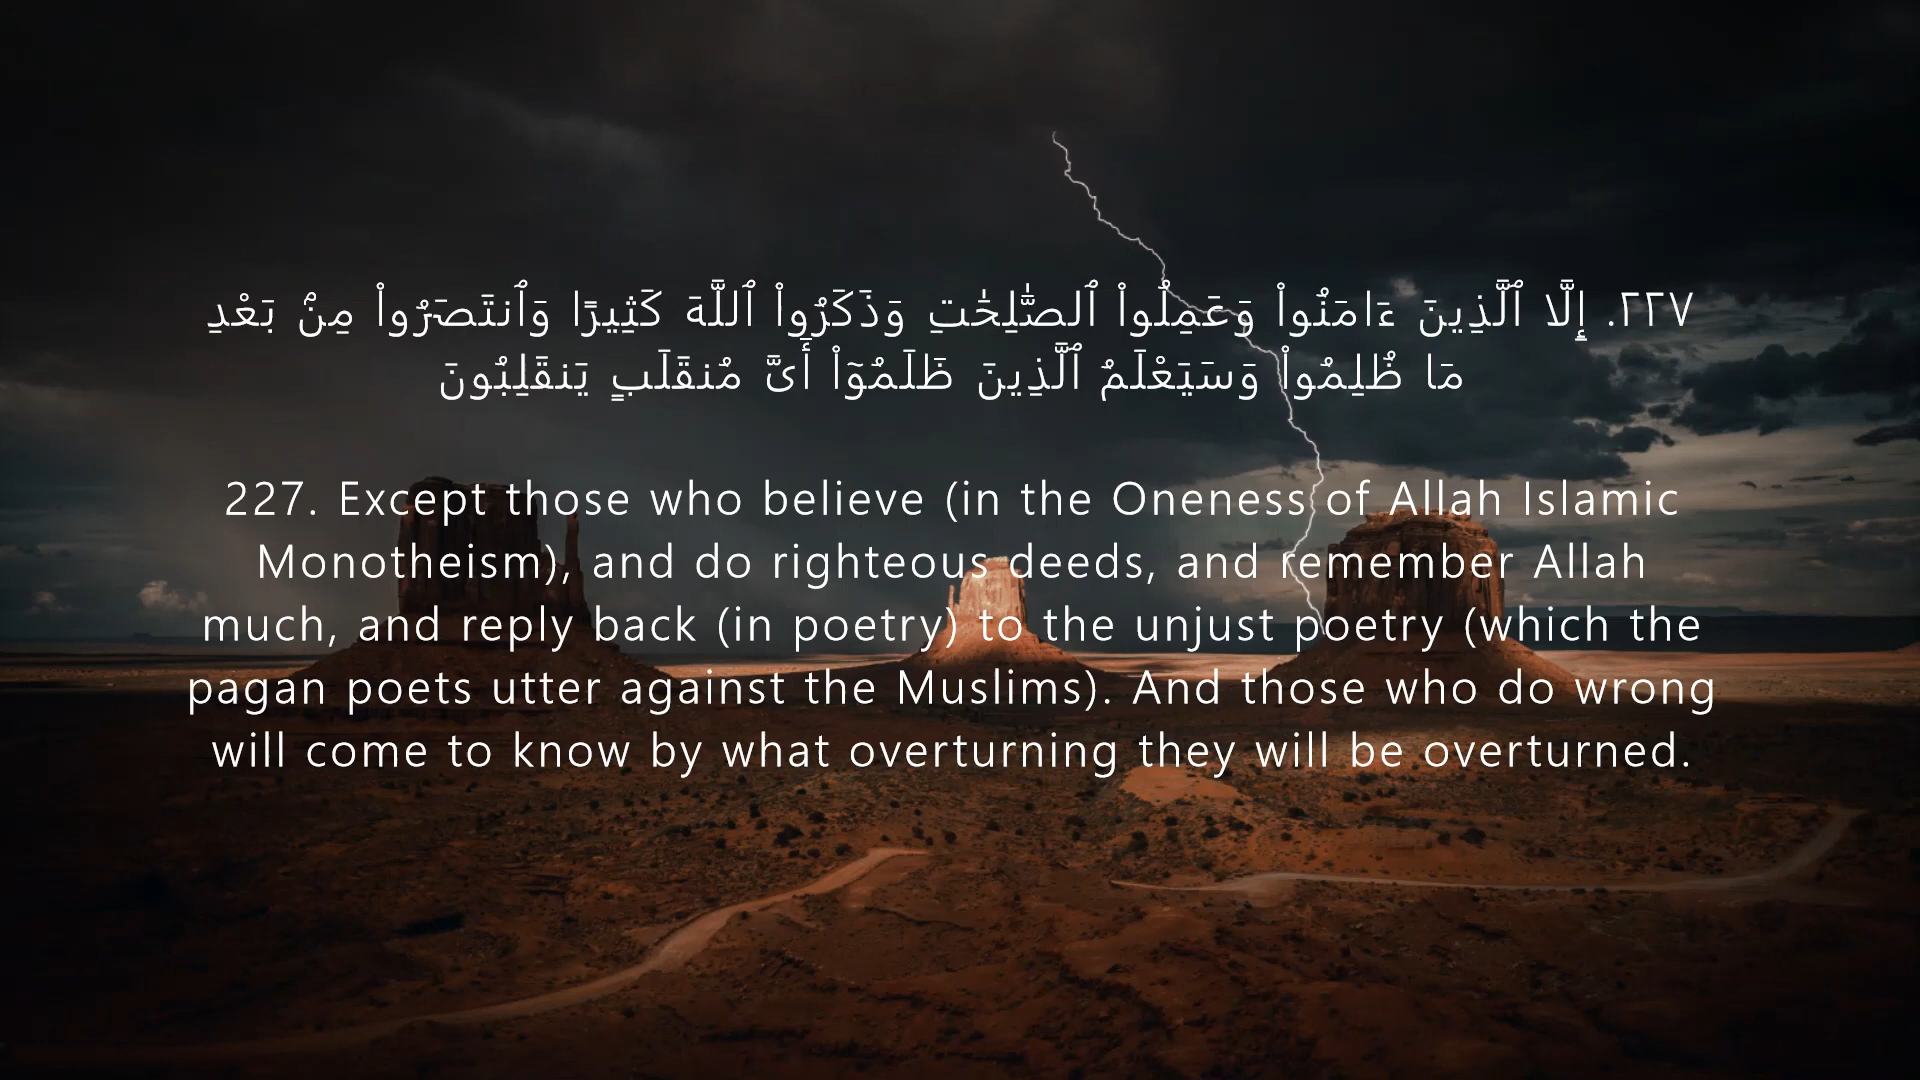 ٢٢٧. إِلَّا ٱلَّذِينَ ءَامَنُوا۟ وَعَمِلُوا۟ ٱلصَّٰلِحَٰتِ وَذَكَرُوا۟ ٱللَّهَ كَثِيرًا وَٱنتَصَرُوا۟ مِنۢ بَعْدِ
مَا ظُلِمُوا۟ وَسَيَعْلَمُ ٱلَّذِينَ ظَلَمُوٓا۟ أَىَّ مُنقَلَبٍ يَنقَلِبُونَ
227. Except those who believe (in the Oneness of Allah Islamic
Monotheism), and do righteous deeds, and remember Allah
much, and reply back (in poetry) to the unjust poetry (which the
pagan poets utter against the Muslims). And those who do wrong
will come to know by what overturning they will be overturned.